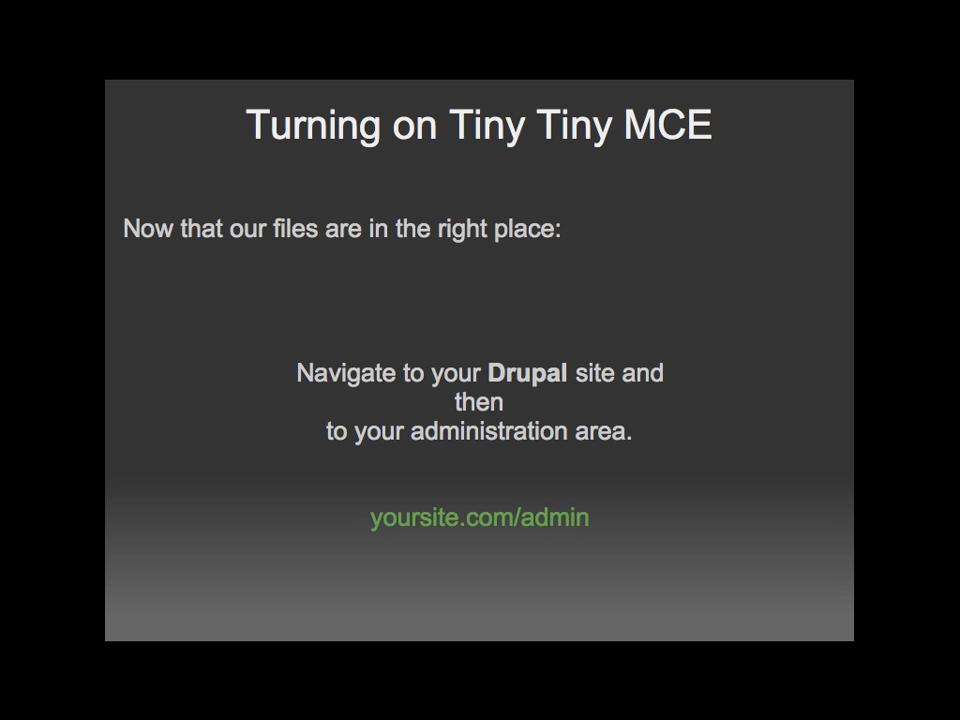 Turning on Tiny Tiny MCE
Now that our files are in the right place:
Navigate to your Drupal site and
then
to your administration area.
yoursite.com/admin